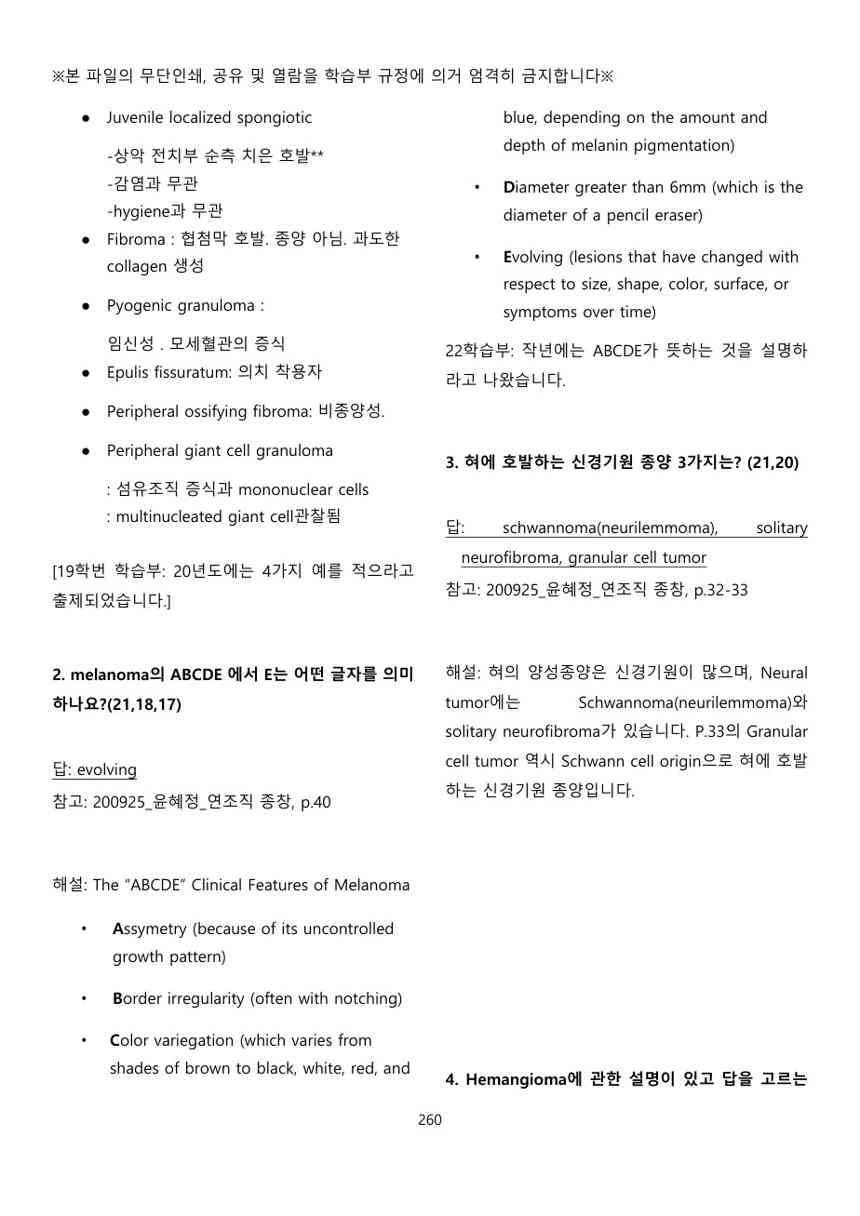 ※본 파일의 무단인쇄, 공유 및 열람을 학습부 규정에 의거 엄격히 금지합니다※
● Juvenile localized spongiotic
-상악 전치부 순측 치은 호발**
-감염과 무관
-hygiene과 무관
● Fibroma : 협첨막 호발. 종양 아님. 과도한
collagen 생성
● Pyogenic granuloma :
임신성 . 모세혈관의 증식
● Epulis fissuratum: 의치 착용자
● Peripheral ossifying fibroma: 비종양성.
● Peripheral giant cell granuloma
: 섬유조직 증식과 mononuclear cells
: multinucleated giant cell관찰됨
[19학번 학습부: 20년도에는 4가지 예를 적으라고
출제되었습니다.]
2. melanoma의 ABCDE 에서 E는 어떤 글자를 의미
하나요?(21,18,17)
답: evolving
참고: 200925_윤혜정_연조직 종창, p.40
해설: The “ABCDE” Clinical Features of Melanoma
• Assymetry (because of its uncontrolled
growth pattern)
• Border irregularity (often with notching)
• Color variegation (which varies from
shades of brown to black, white, red, and
blue, depending on the amount and
depth of melanin pigmentation)
• Diameter greater than 6mm (which is the
diameter of a pencil eraser)
• Evolving (lesions that have changed with
respect to size, shape, color, surface, or
symptoms over time)
22학습부: 작년에는 ABCDE가 뜻하는 것을 설명하
라고 나왔습니다.
3. 혀에 호발하는 신경기원 종양 3가지는? (21,20)
답: schwannoma(neurilemmoma), solitary
neurofibroma, granular cell tumor
참고: 200925_윤혜정_연조직 종창, p.32-33
해설: 혀의 양성종양은 신경기원이 많으며, Neural
tumor에는 Schwannoma(neurilemmoma)와
solitary neurofibroma가 있습니다. P.33의 Granular
cell tumor 역시 Schwann cell origin으로 혀에 호발
하는 신경기원 종양입니다.
4. Hemangioma에 관한 설명이 있고 답을 고르는
260